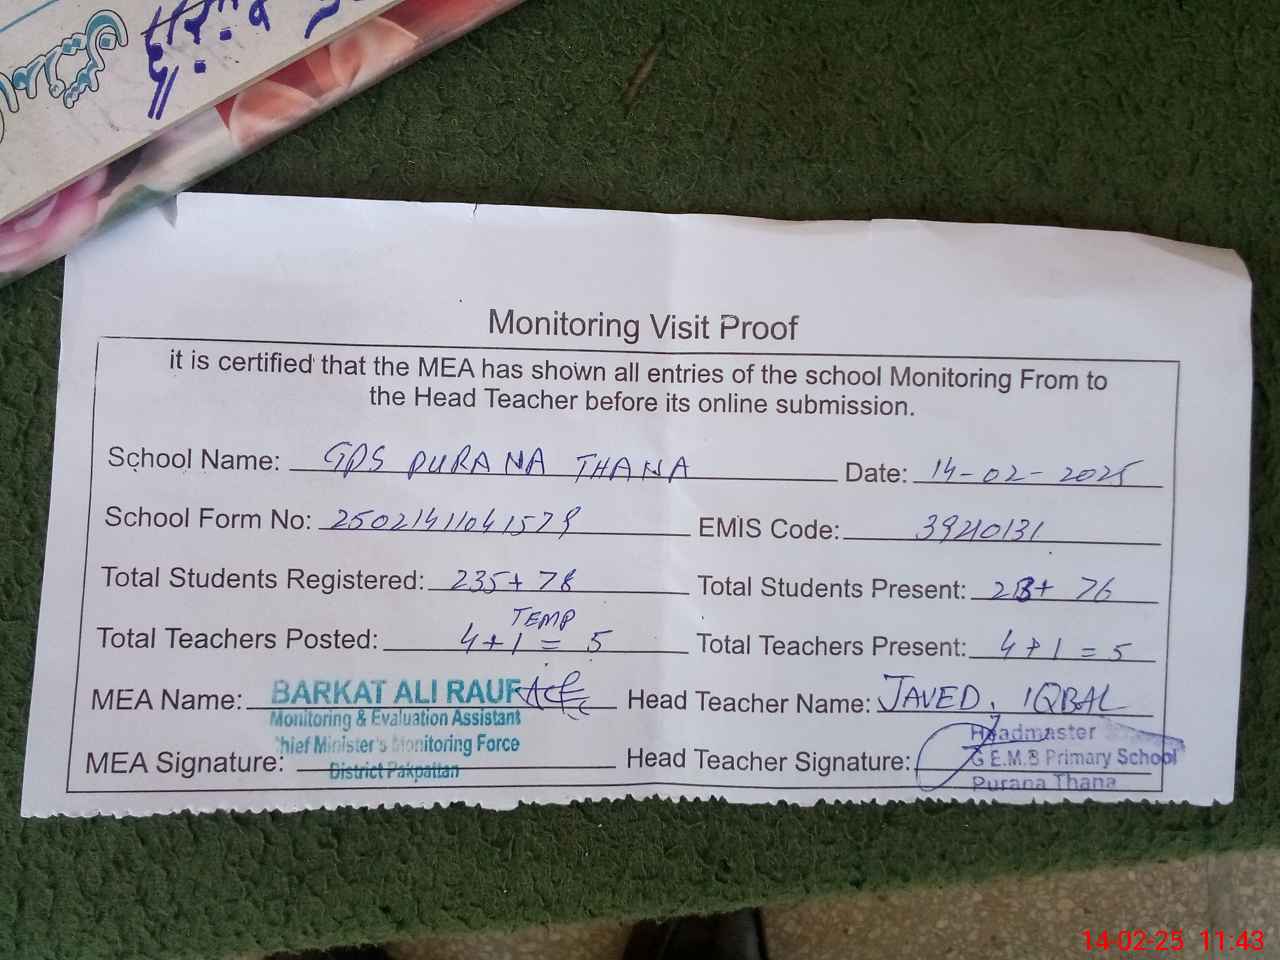 Monitoring Visit Proof
it is certified that the MEA has shown all entries of the school Monitoring From to
the Head Teacher before its online submission.
School Name: GPS PURANA THANA Date: 14-02-2025
School Form No: EMIS Code: 39210131
Total Students Registered: 235+78 Total Students Present: + 76
TEMP
Total Teachers Posted: 4+1 = 5 Total Teachers Present: 4+1=5
MEA Name: BARKAT ALI RAUF Head Teacher Name: JAVED. IQBAL
Monitoring & Evaluation Assistant
Chief Minister's Monitoring Force
District Pakpattan
MEA Signature: Head Teacher Signature:
Headmaster
G.E.M.S Primary School
Purana Thana
14-02-25 11:43